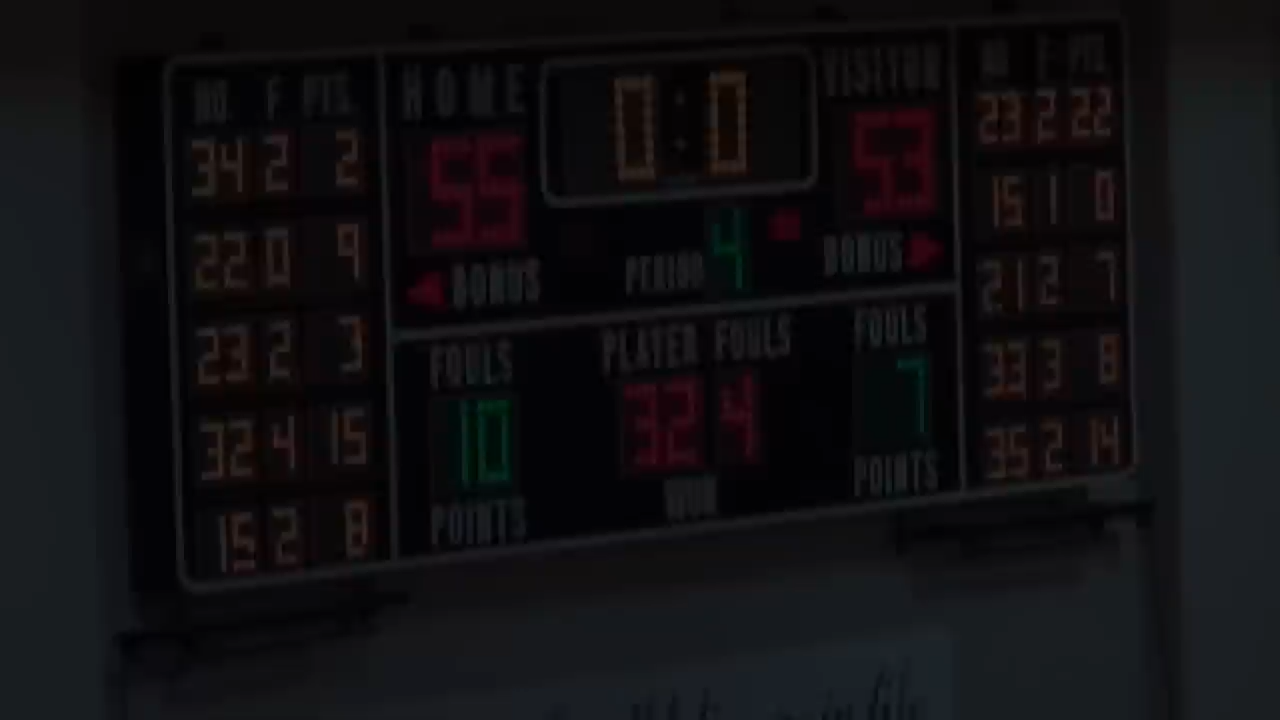 NO. F PTS. HOME 0:0 VISITOR NO. F PTS.
34 2 2 55 53 23 2 22
22 0 9 BONUS PERIOD 4 BONUS 15 1 0
23 2 3 FOULS PLAYER FOULS FOULS 21 2 7
32 4 15 10 32 4 7 33 3 8
15 2 8 POINTS WON POINTS 35 2 14